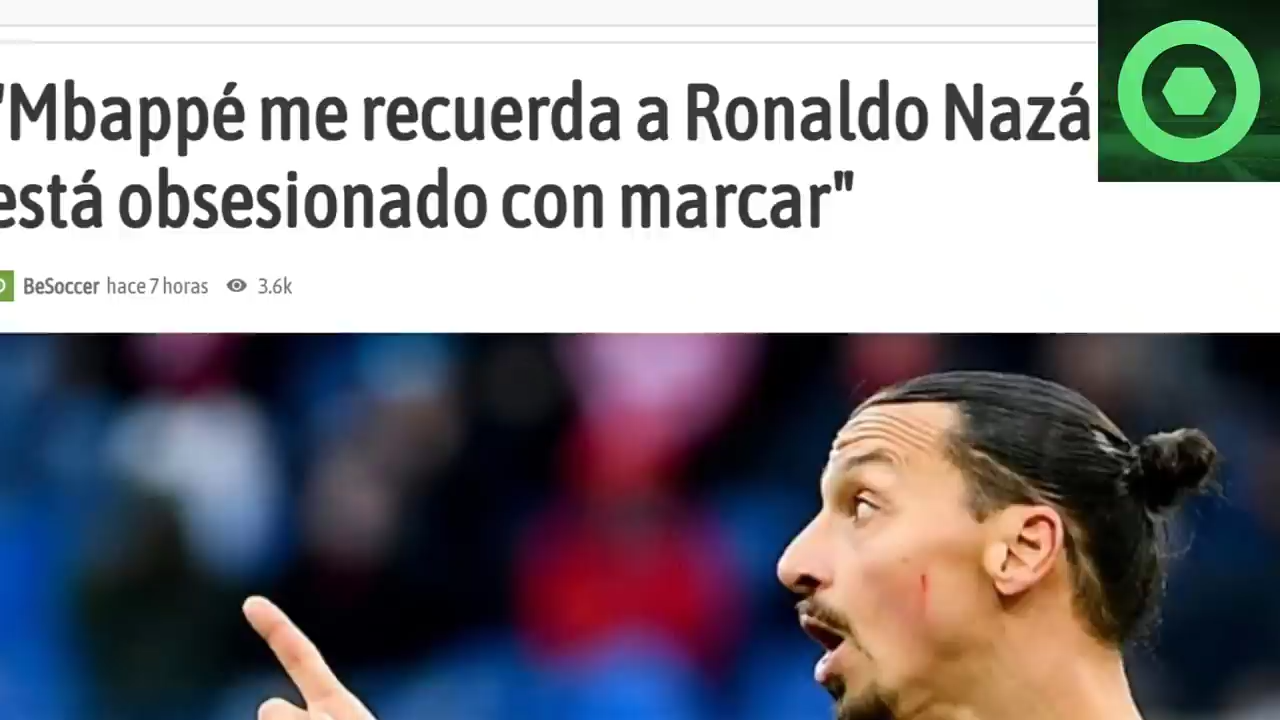 "Mbappé me recuerda a Ronaldo Nazá
está obsesionado con marcar"
BeSoccer hace 7 horas 3.6k